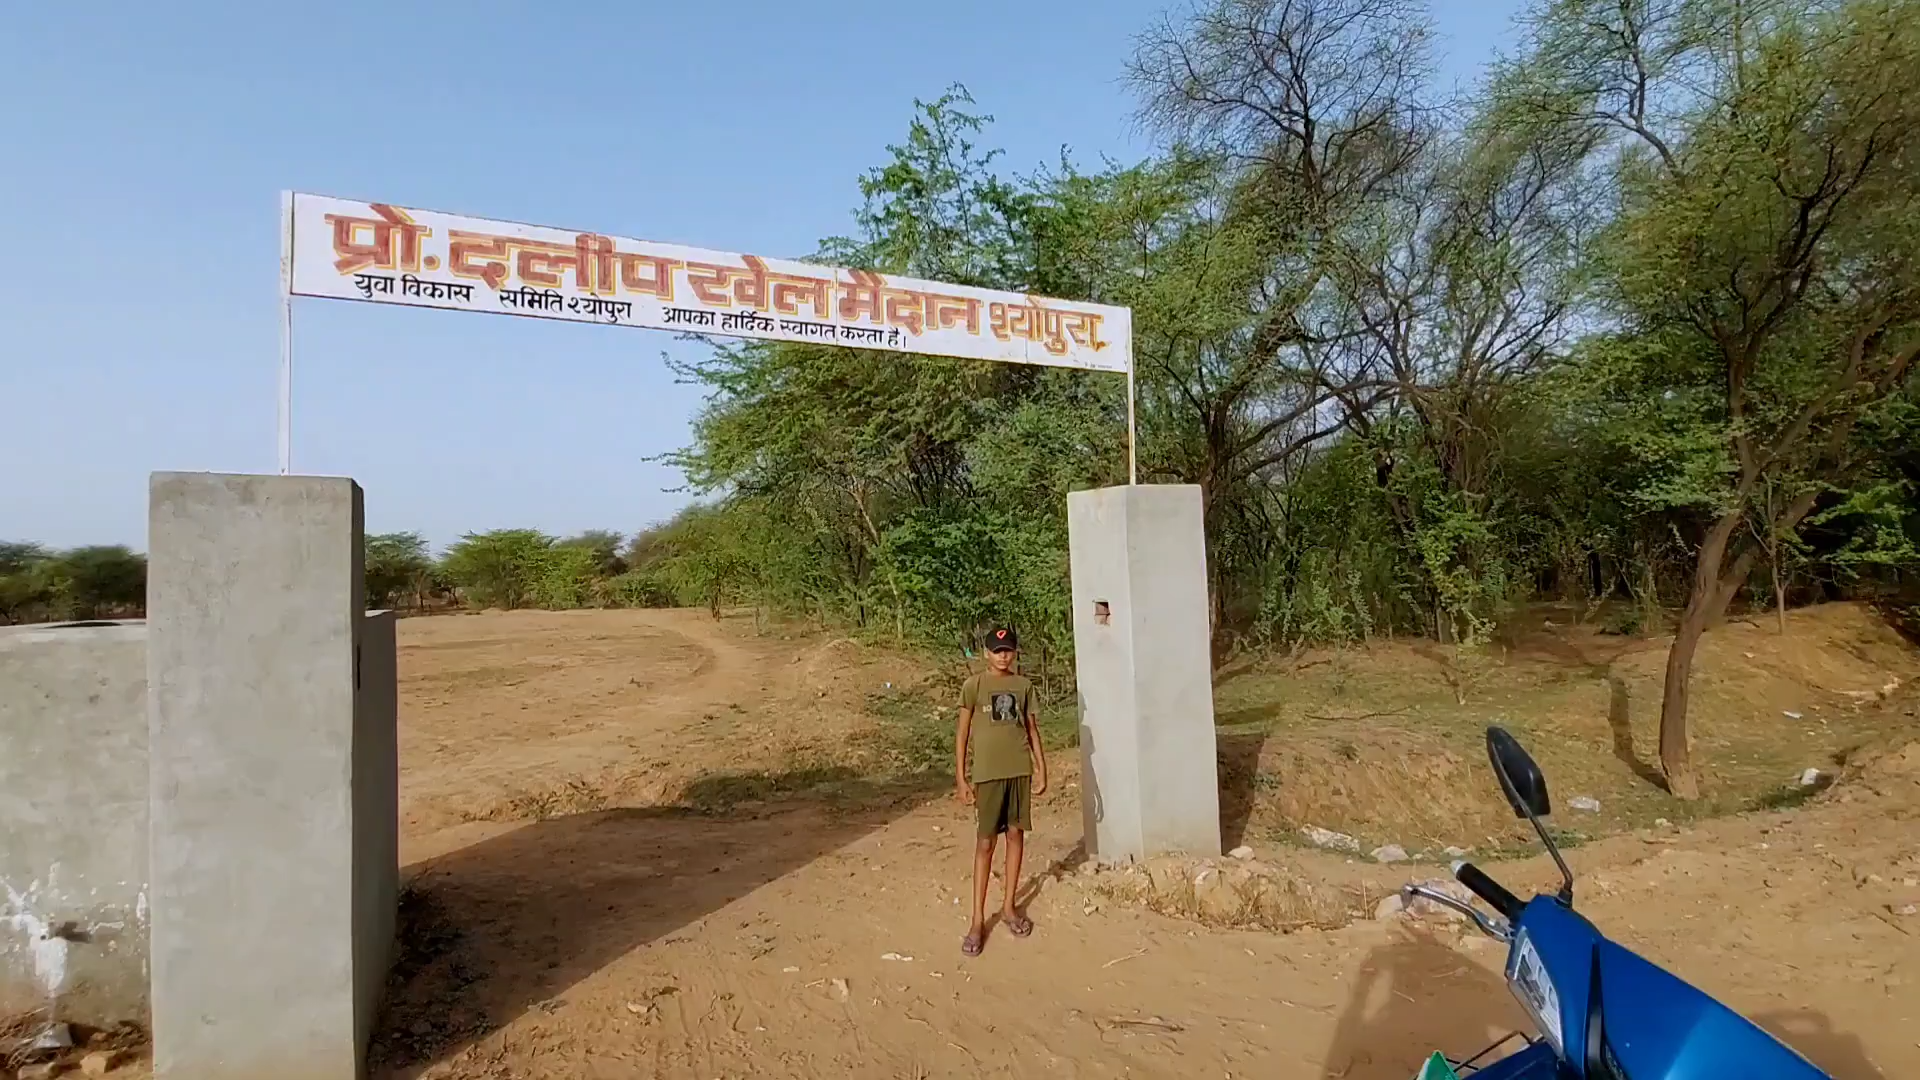 प्रो. दलीप खेल मैदान श्योपुरा
युवा विकास समिति श्योपुरा आपका हार्दिक स्वागत करता है।